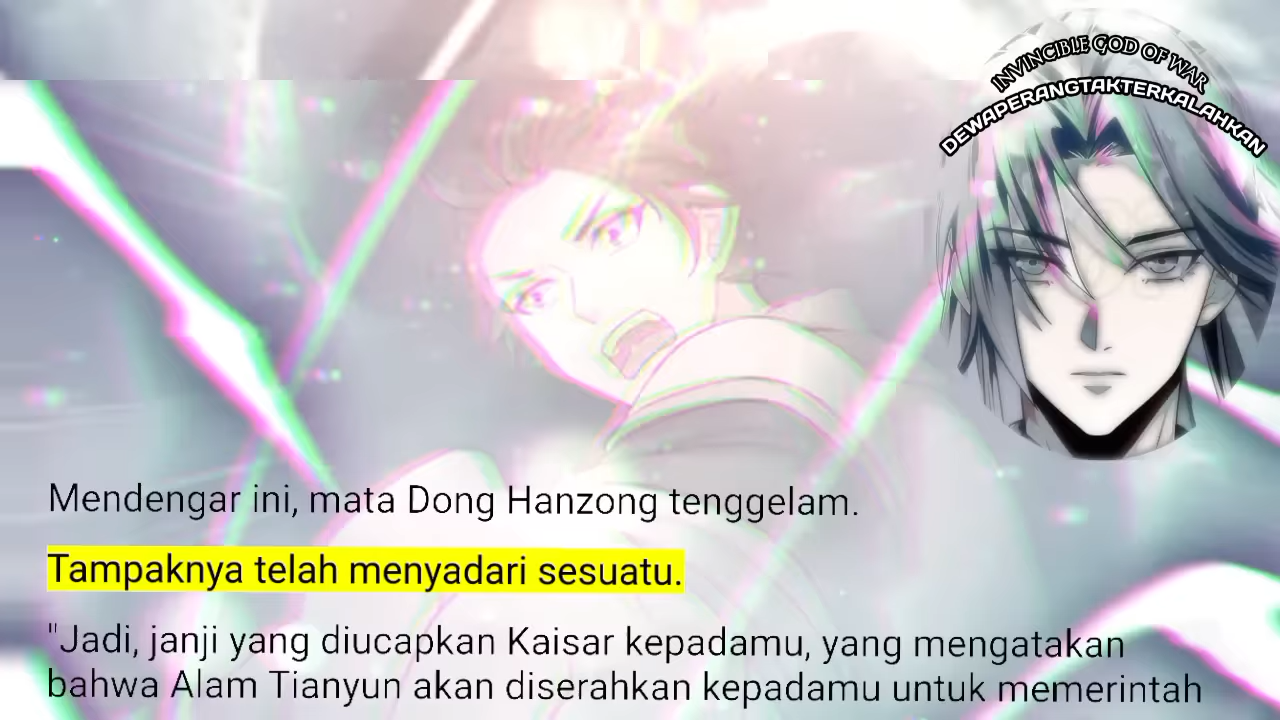 INVINCIBLE GOD OF WAR
DEWAPERANGTAKTERKALAHKAN
Mendengar ini, mata Dong Hanzong tenggelam.
Tampaknya telah menyadari sesuatu.
"Jadi, janji yang diucapkan Kaisar kepadamu, yang mengatakan
bahwa Alam Tianyun akan diserahkan kepadamu untuk memerintah